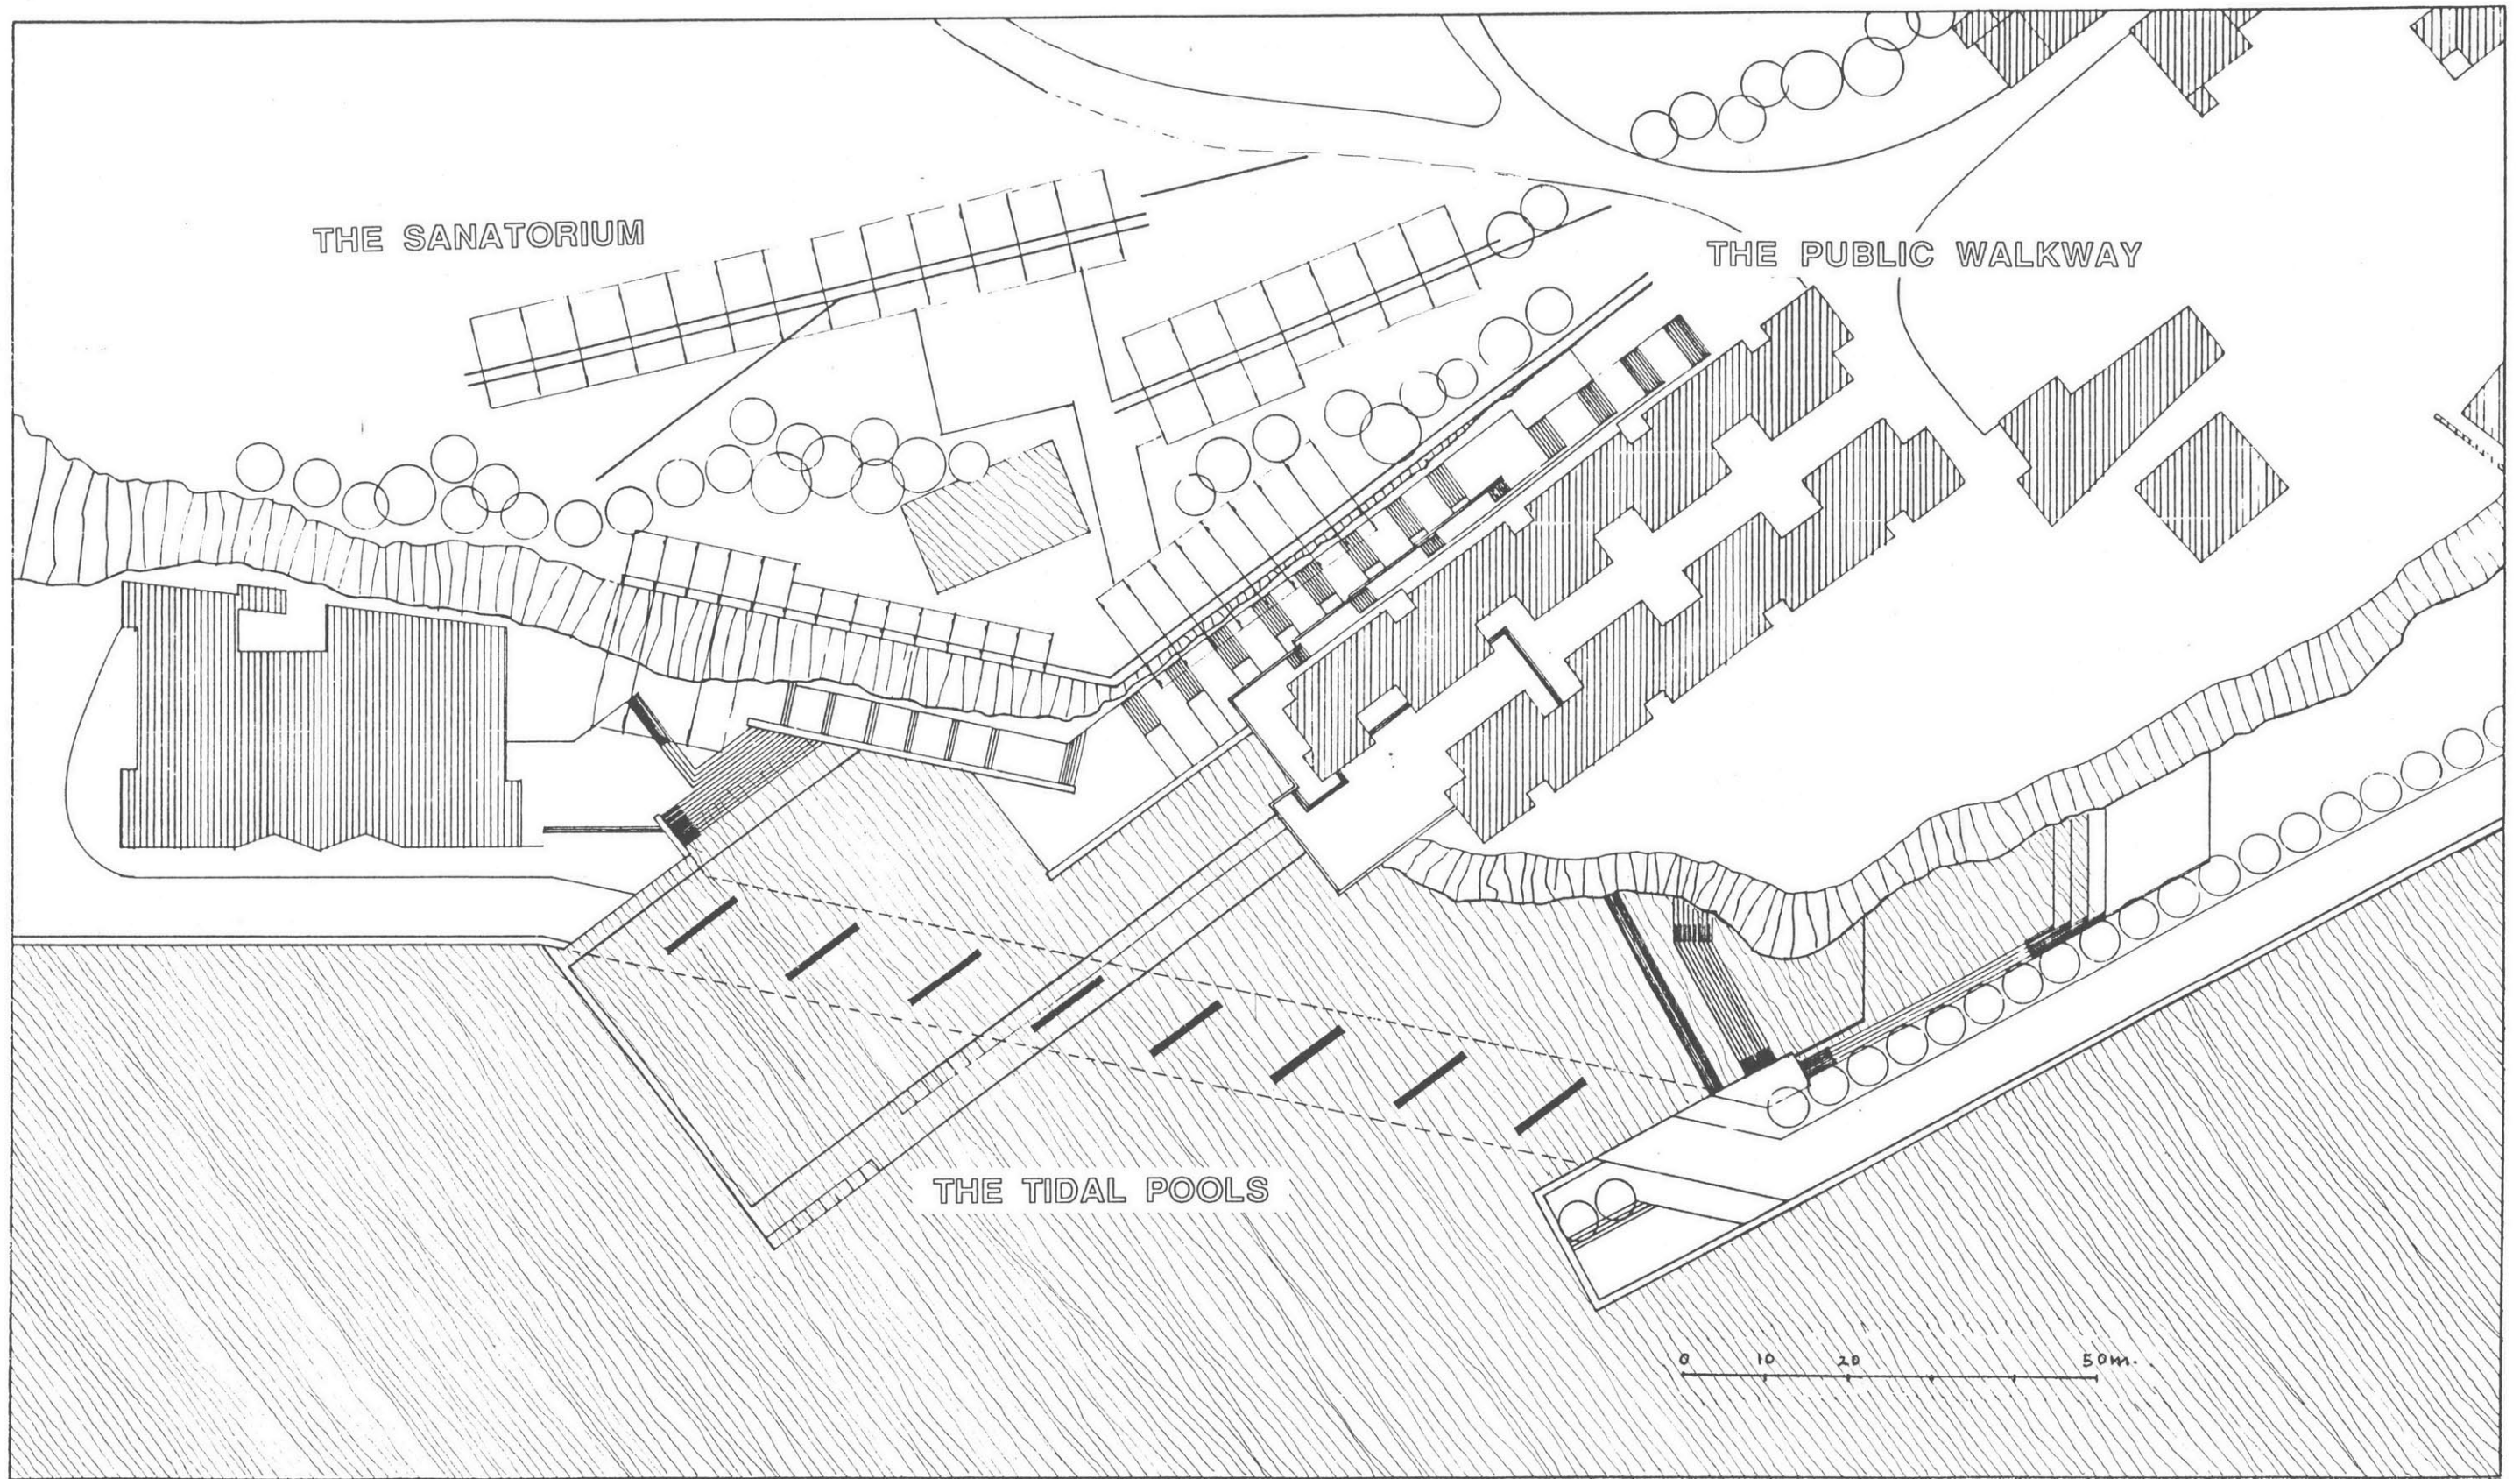 THE SANATORIUM
THE PUBLIC WALKWAY
THE TIDAL POOLS
0 10 20 50m.